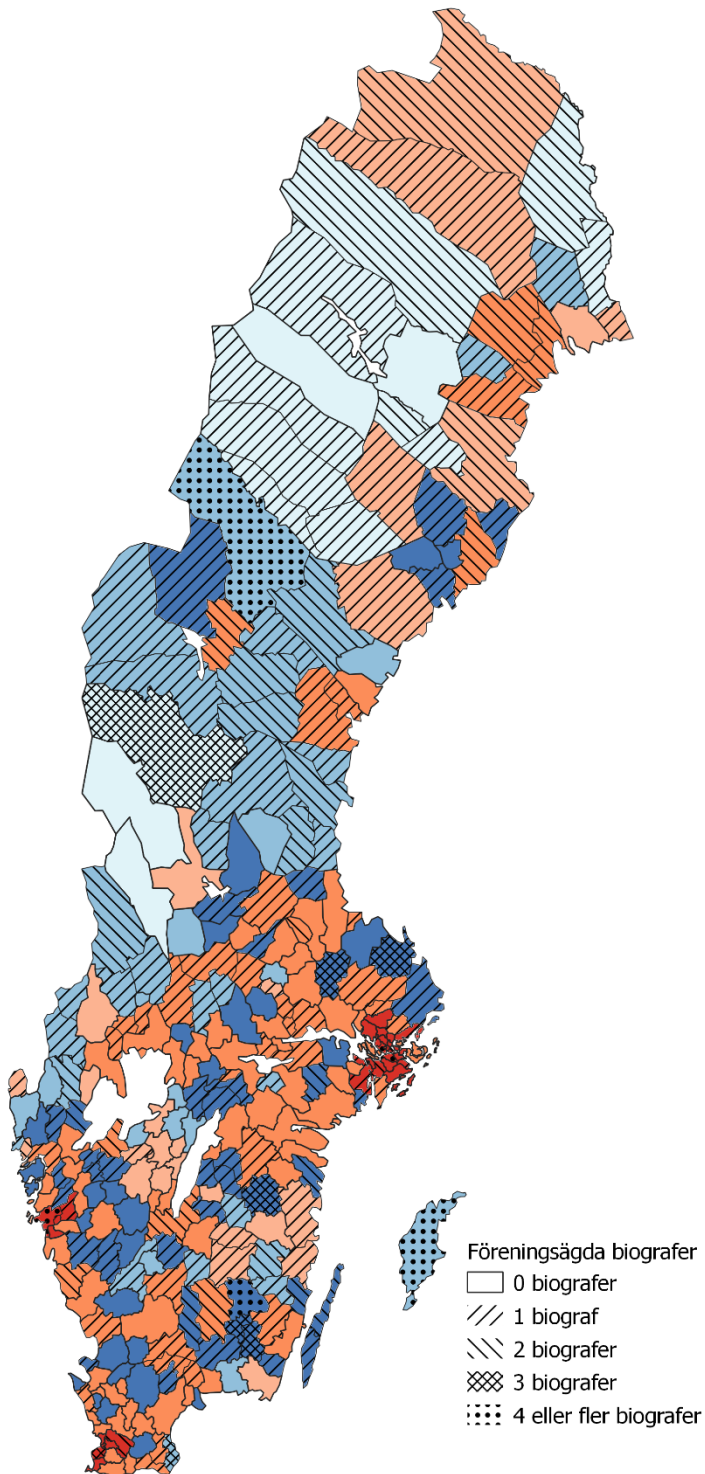 Föreningsägda biografer
0 biografer
1 biograf
2 biografer
3 biografer
4 eller fler biografer